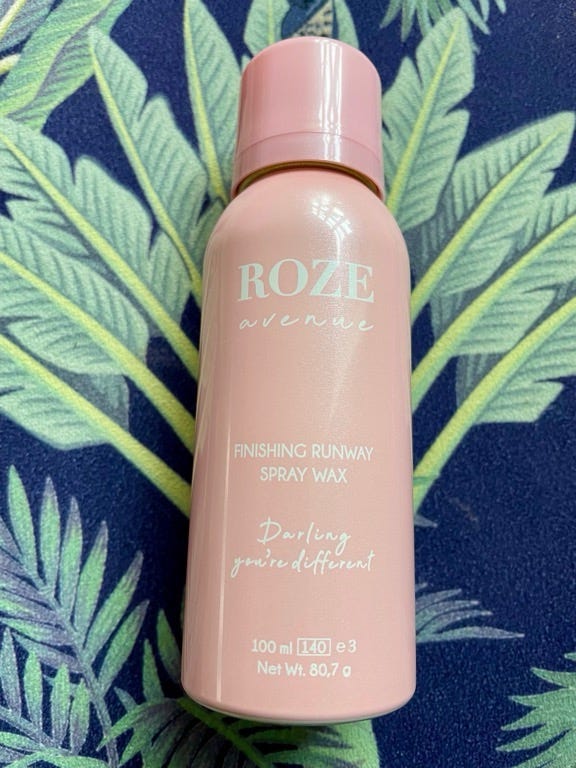 ROZE
avenue
FINISHING RUNWAY
SPRAY WAX
Darling
you're different
100 ml 140 e 3
Net Wt. 80,7 g